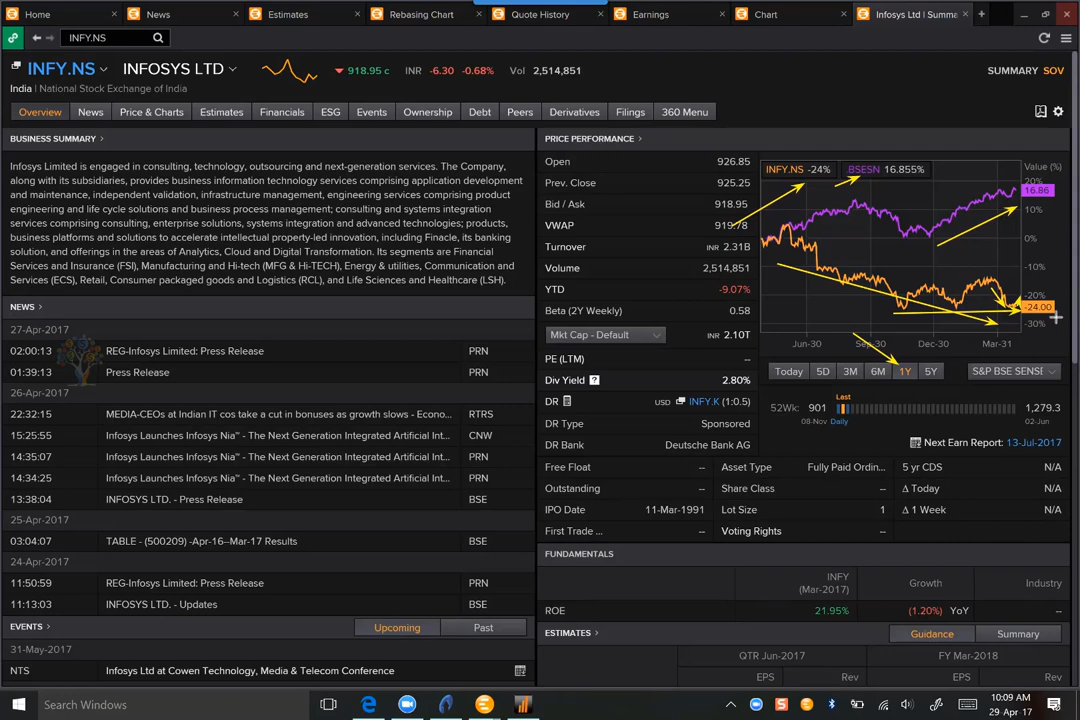 Home News Estimates Rebasing Chart Quote History Earnings Chart Infosys Ltd | Summa
INFY.NS
INFY.NS INFOSYS LTD 918.95 c INR -6.30 -0.68% Vol 2,514,851 SUMMARY SOV
India | National Stock Exchange of India
Overview News Price & Charts Estimates Financials ESG Events Ownership Debt Peers Derivatives Filings 360 Menu
BUSINESS SUMMARY
Infosys Limited is engaged in consulting, technology, outsourcing and next-generation services. The Company,
along with its subsidiaries, provides business information technology services comprising application development
and maintenance, independent validation, infrastructure management, engineering services comprising product
engineering and life cycle solutions and business process management; consulting and systems integration
services comprising consulting, enterprise solutions, systems integration and advanced technologies; products,
business platforms and solutions to accelerate intellectual property-led innovation, including Finacle, its banking
solution, and offerings in the areas of Analytics, Cloud and Digital Transformation. Its segments are Financial
Services and Insurance (FSI), Manufacturing and Hi-tech (MFG & Hi-TECH), Energy & utilities, Communication and
Services (ECS), Retail, Consumer packaged goods and Logistics (RCL), and Life Sciences and Healthcare (LSH).
NEWS
27-Apr-2017
02:00:13 REG-Infosys Limited: Press Release PRN
01:39:13 Press Release PRN
26-Apr-2017
22:32:15 MEDIA-CEOs at Indian IT cos take a cut in bonuses as growth slows - Econo... RTRS
15:25:55 Infosys Launches Infosys Nia™ - The Next Generation Integrated Artificial Int... CNW
14:35:07 Infosys Launches Infosys Nia™ - The Next Generation Integrated Artificial Int... PRN
14:34:25 Infosys Launches Infosys Nia™ - The Next Generation Integrated Artificial Int... PRN
13:38:04 INFOSYS LTD. - Press Release BSE
25-Apr-2017
03:04:07 TABLE - (500209) -Apr-16--Mar-17 Results BSE
24-Apr-2017
11:50:59 REG-Infosys Limited: Press Release PRN
11:13:03 INFOSYS LTD. - Updates BSE
EVENTS Upcoming Past
31-May-2017
NTS Infosys Ltd at Cowen Technology, Media & Telecom Conference
PRICE PERFORMANCE
Open 926.85
Prev. Close 925.25
Bid / Ask 918.95
VWAP 919.78
Turnover INR 2.31B
Volume 2,514,851
YTD -9.07%
Beta (2Y Weekly) 0.58
Mkt Cap - Default INR 2.10T
PE (LTM) --
Div Yield ? 2.80%
DR USD INFY.K (1:0.5)
DR Type Sponsored
DR Bank Deutsche Bank AG
INFY.NS -24% BSESN 16.855% Value (%)
20%
16.86
10%
0%
-10%
-20%
-24.00
-30%
Jun-30 Sep-30 Dec-30 Mar-31
Today 5D 3M 6M 1Y 5Y S&P BSE SENSE
Last
52Wk: 901 1,279.3
08-Nov Daily 02-Jun
Next Earn Report: 13-Jul-2017
Free Float -- Asset Type Fully Paid Ordin... 5 yr CDS N/A
Outstanding -- Share Class -- Δ Today N/A
IPO Date 11-Mar-1991 Lot Size 1 Δ 1 Week N/A
First Trade ... -- Voting Rights
FUNDAMENTALS
INFY
(Mar-2017) Growth Industry
ROE 21.95% (1.20%) YoY --
ESTIMATES Guidance Summary
QTR Jun-2017 FY Mar-2018
EPS Rev EPS Rev
Search Windows
10:09 AM
29 Apr 17